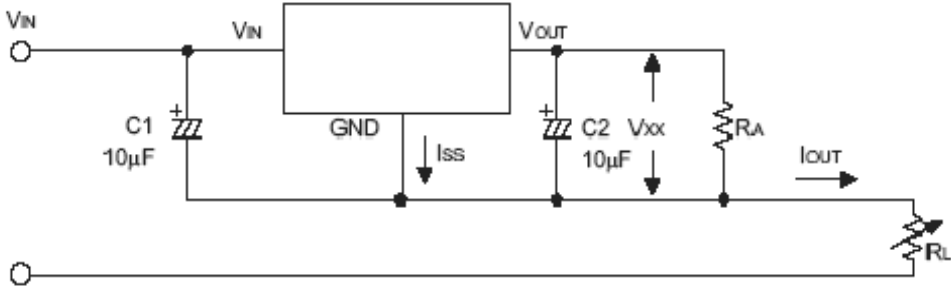 VIN
VIN
VOUT
C1
10µF
GND
ISS
C2
10µF
VXX
RA
IOUT
RL